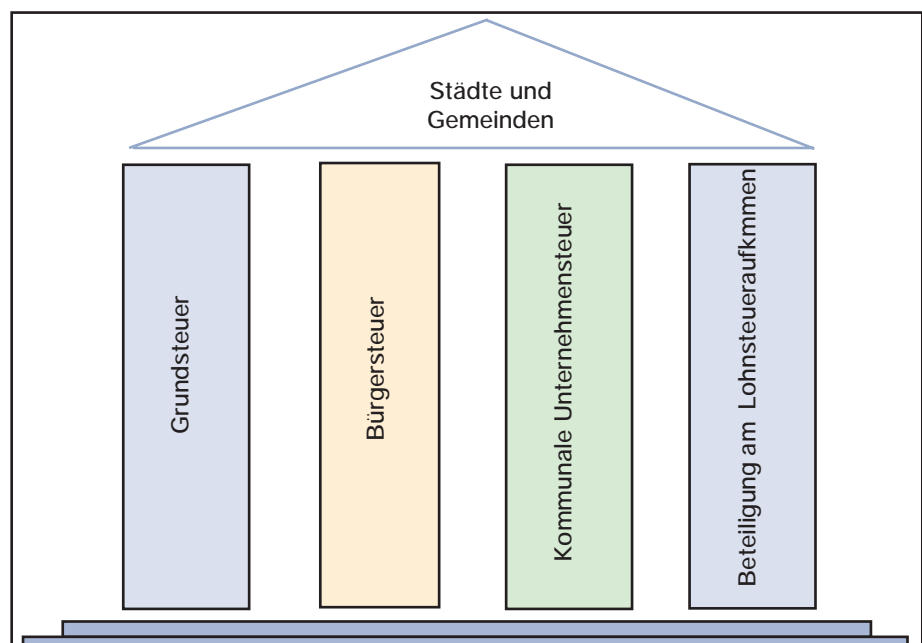 Städte und
Gemeinden
Grundsteuer
Bürgersteuer
Kommunale Unternehmensteuer
Beteiligung am Lohnsteueraufkmmen